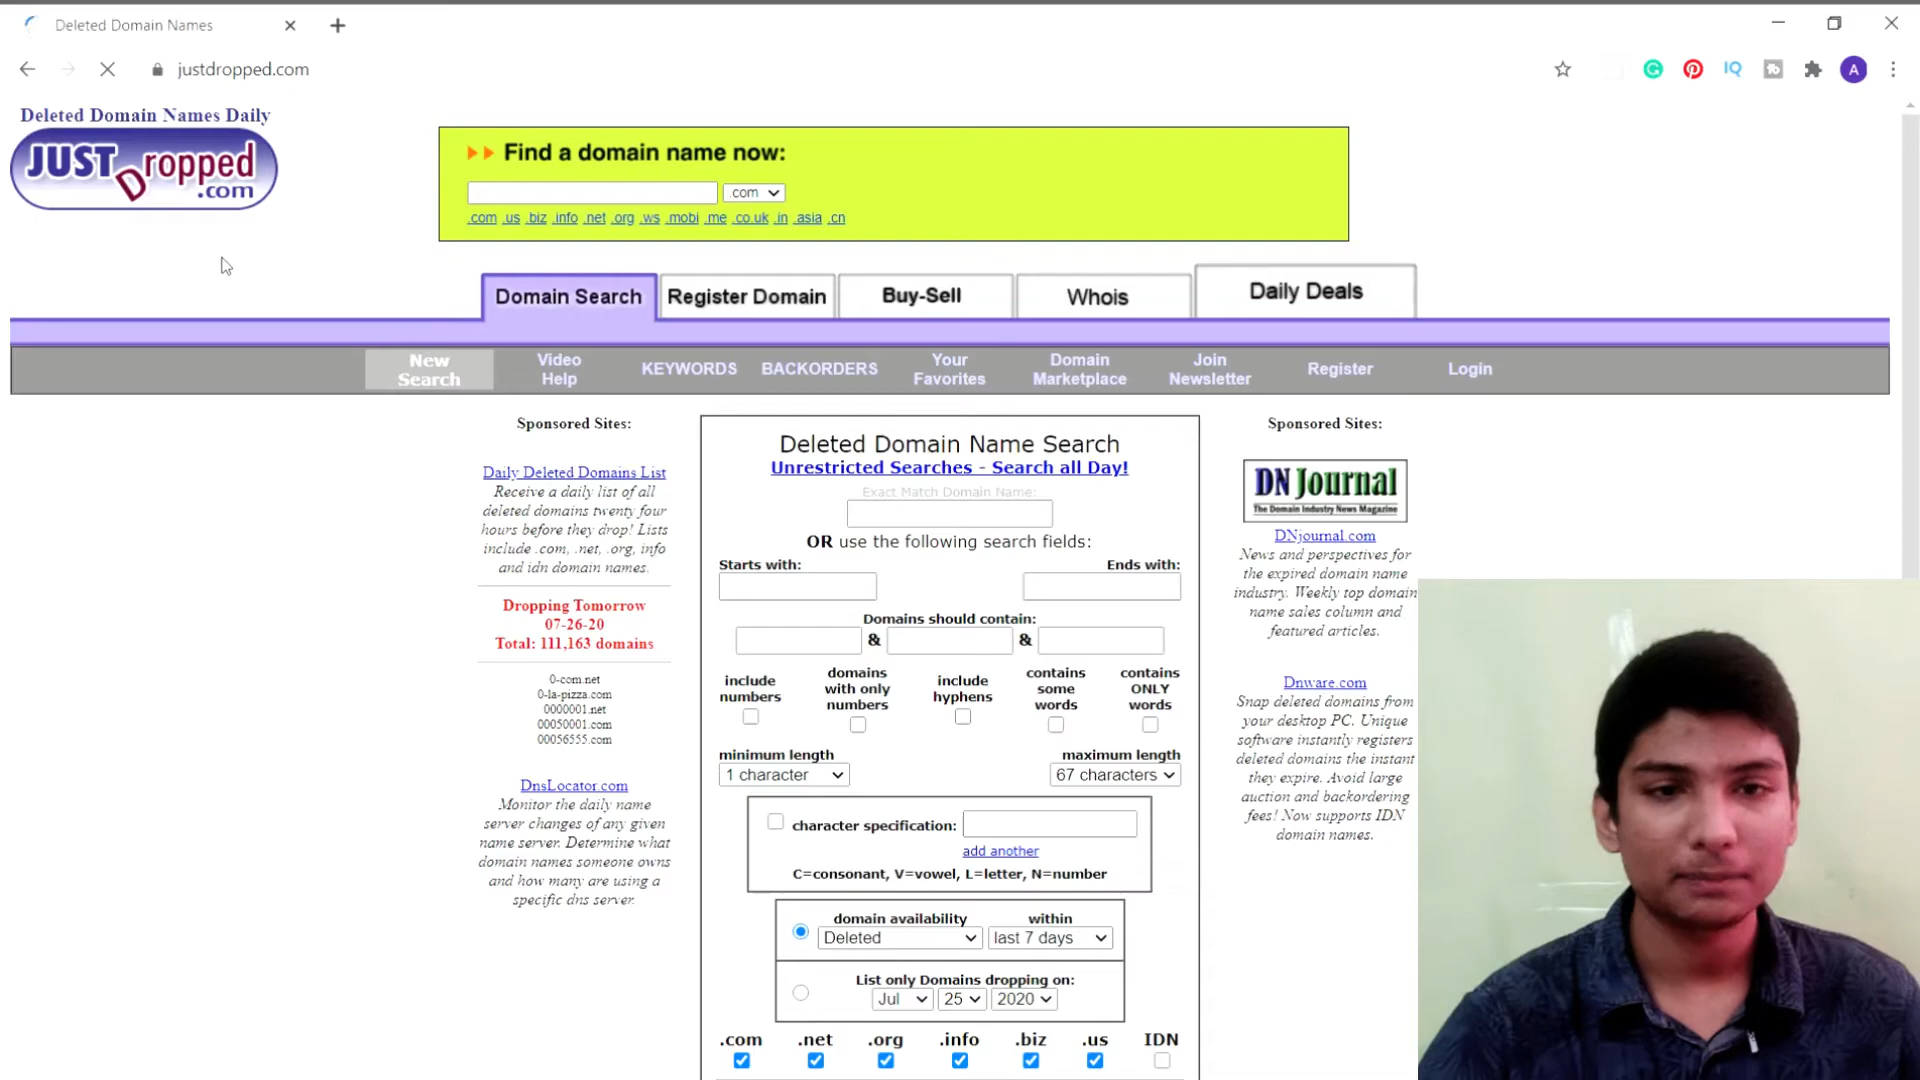 Deleted Domain Names
justdropped.com
IQ
A
Deleted Domain Names Daily
JUST Dropped
.com
Find a domain name now:
.com
.com .us .biz .info .net .org .ws .mobi .me .co.uk .in .asia .cn
Domain Search
Register Domain
Buy-Sell
Whois
Daily Deals
New
Search
Video
Help
KEYWORDS
BACKORDERS
Your
Favorites
Domain
Marketplace
Join
Newsletter
Register
Login
Sponsored Sites:
Daily Deleted Domains List
Receive a daily list of all
deleted domains twenty four
hours before they drop! Lists
include .com, .net, .org, info
and idn domain names.
Dropping Tomorrow
07-26-20
Total: 111,163 domains
0-com.net
0-la-pizza.com
0000001.net
00050001.com
00056555.com
DnsLocator.com
Monitor the daily name
server changes of any given
name server. Determine what
domain names someone owns
and how many are using a
specific dns server.
Deleted Domain Name Search
Unrestricted Searches - Search all Day!
Exact Match Domain Name:
OR use the following search fields:
Starts with:
Ends with:
Domains should contain:
& &
include
numbers
domains
with only
numbers
include
hyphens
contains
some
words
contains
ONLY
words
minimum length
maximum length
1 character
67 characters
character specification:
add another
C=consonant, V=vowel, L=letter, N=number
domain availability
within
Deleted
last 7 days
List only Domains dropping on:
Jul 25 2020
.com .net .org .info .biz .us IDN
Sponsored Sites:
DN Journal
The Domain Industry News Magazine
DNjournal.com
News and perspectives for
the expired domain name
industry. Weekly top domain
name sales column and
featured articles.
Dnware.com
Snap deleted domains from
your desktop PC. Unique
software instantly registers
deleted domains the instant
they expire. Avoid large
auction and backordering
fees! Now supports IDN
domain names.